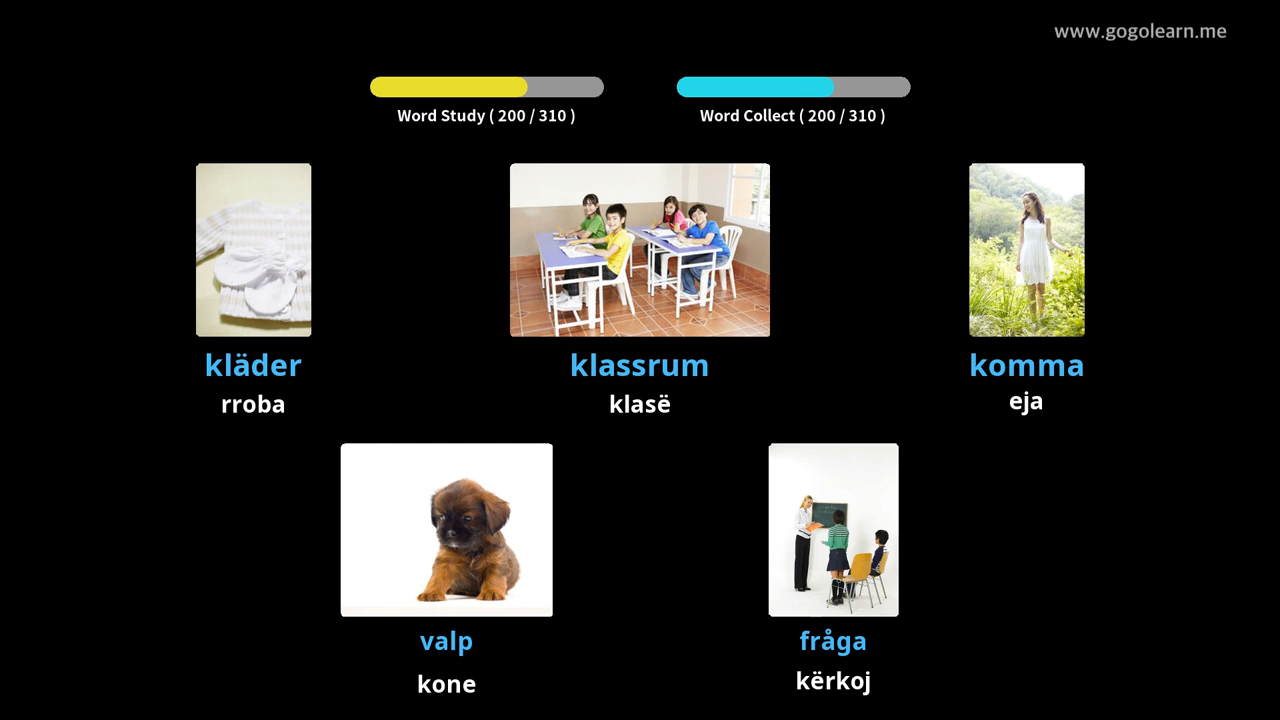 www.gogolearn.me
Word Study ( 200 / 310 )
Word Collect ( 200 / 310 )
kläder
klassrum
komma
rroba
klasë
eja
valp
fråga
kone
kërkoj